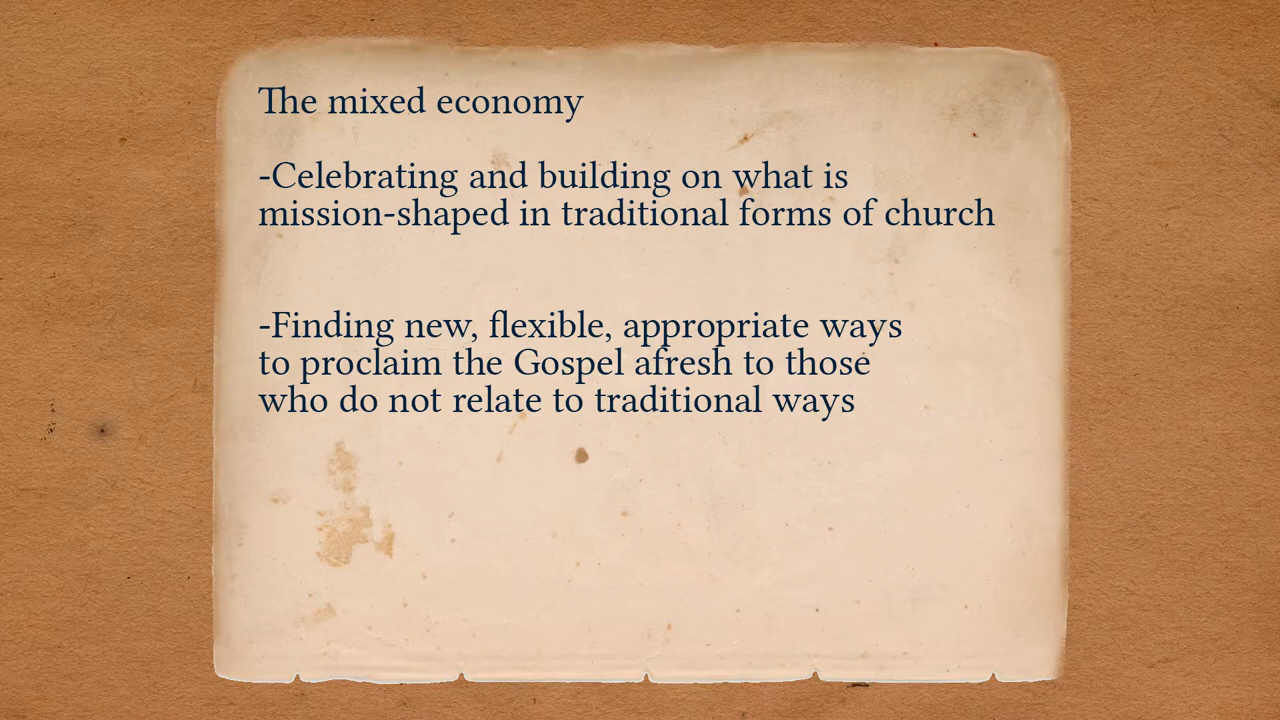 The mixed economy
-Celebrating and building on what is
mission-shaped in traditional forms of church
-Finding new, flexible, appropriate ways
to proclaim the Gospel afresh to those
who do not relate to traditional ways